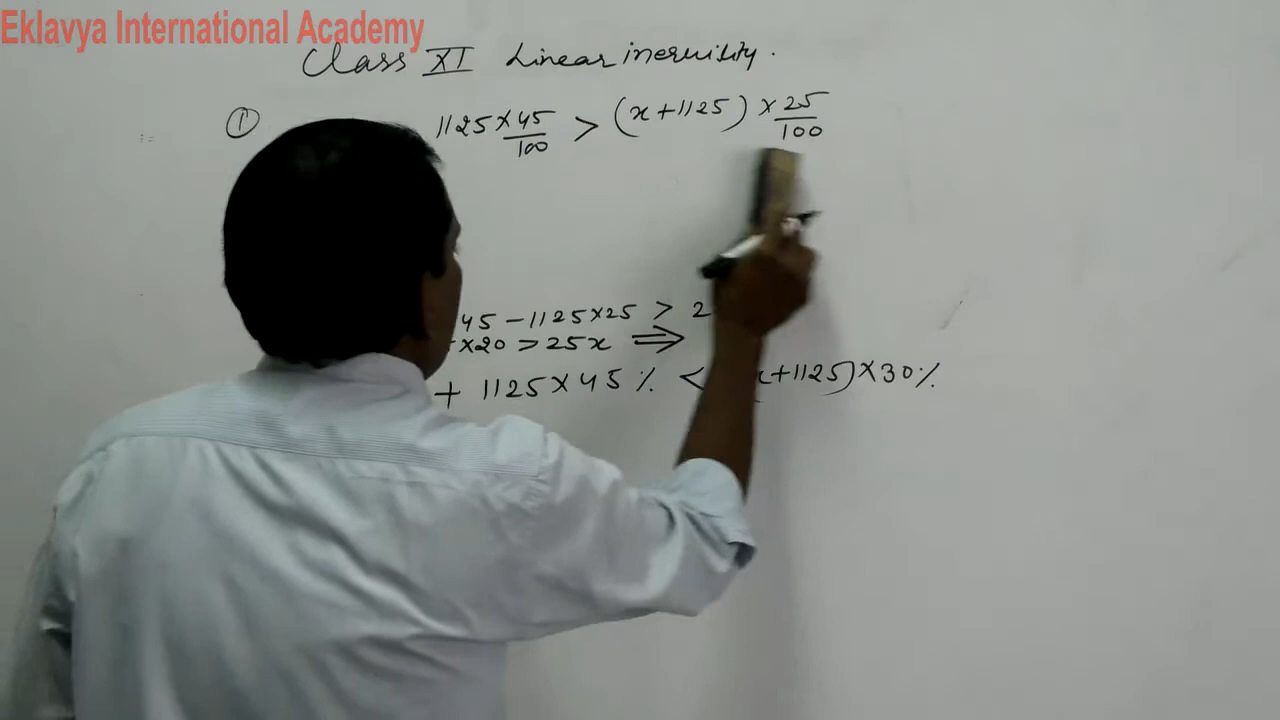 Eklavya International Academy
Class XI Linear inequility.
① 1125 × 45/100 > (x + 1125) × 25/100
45 - 1125 × 25 > 2
× 20 > 25x ⇒
+ 1125 × 45 % < x + 1125) × 30 %